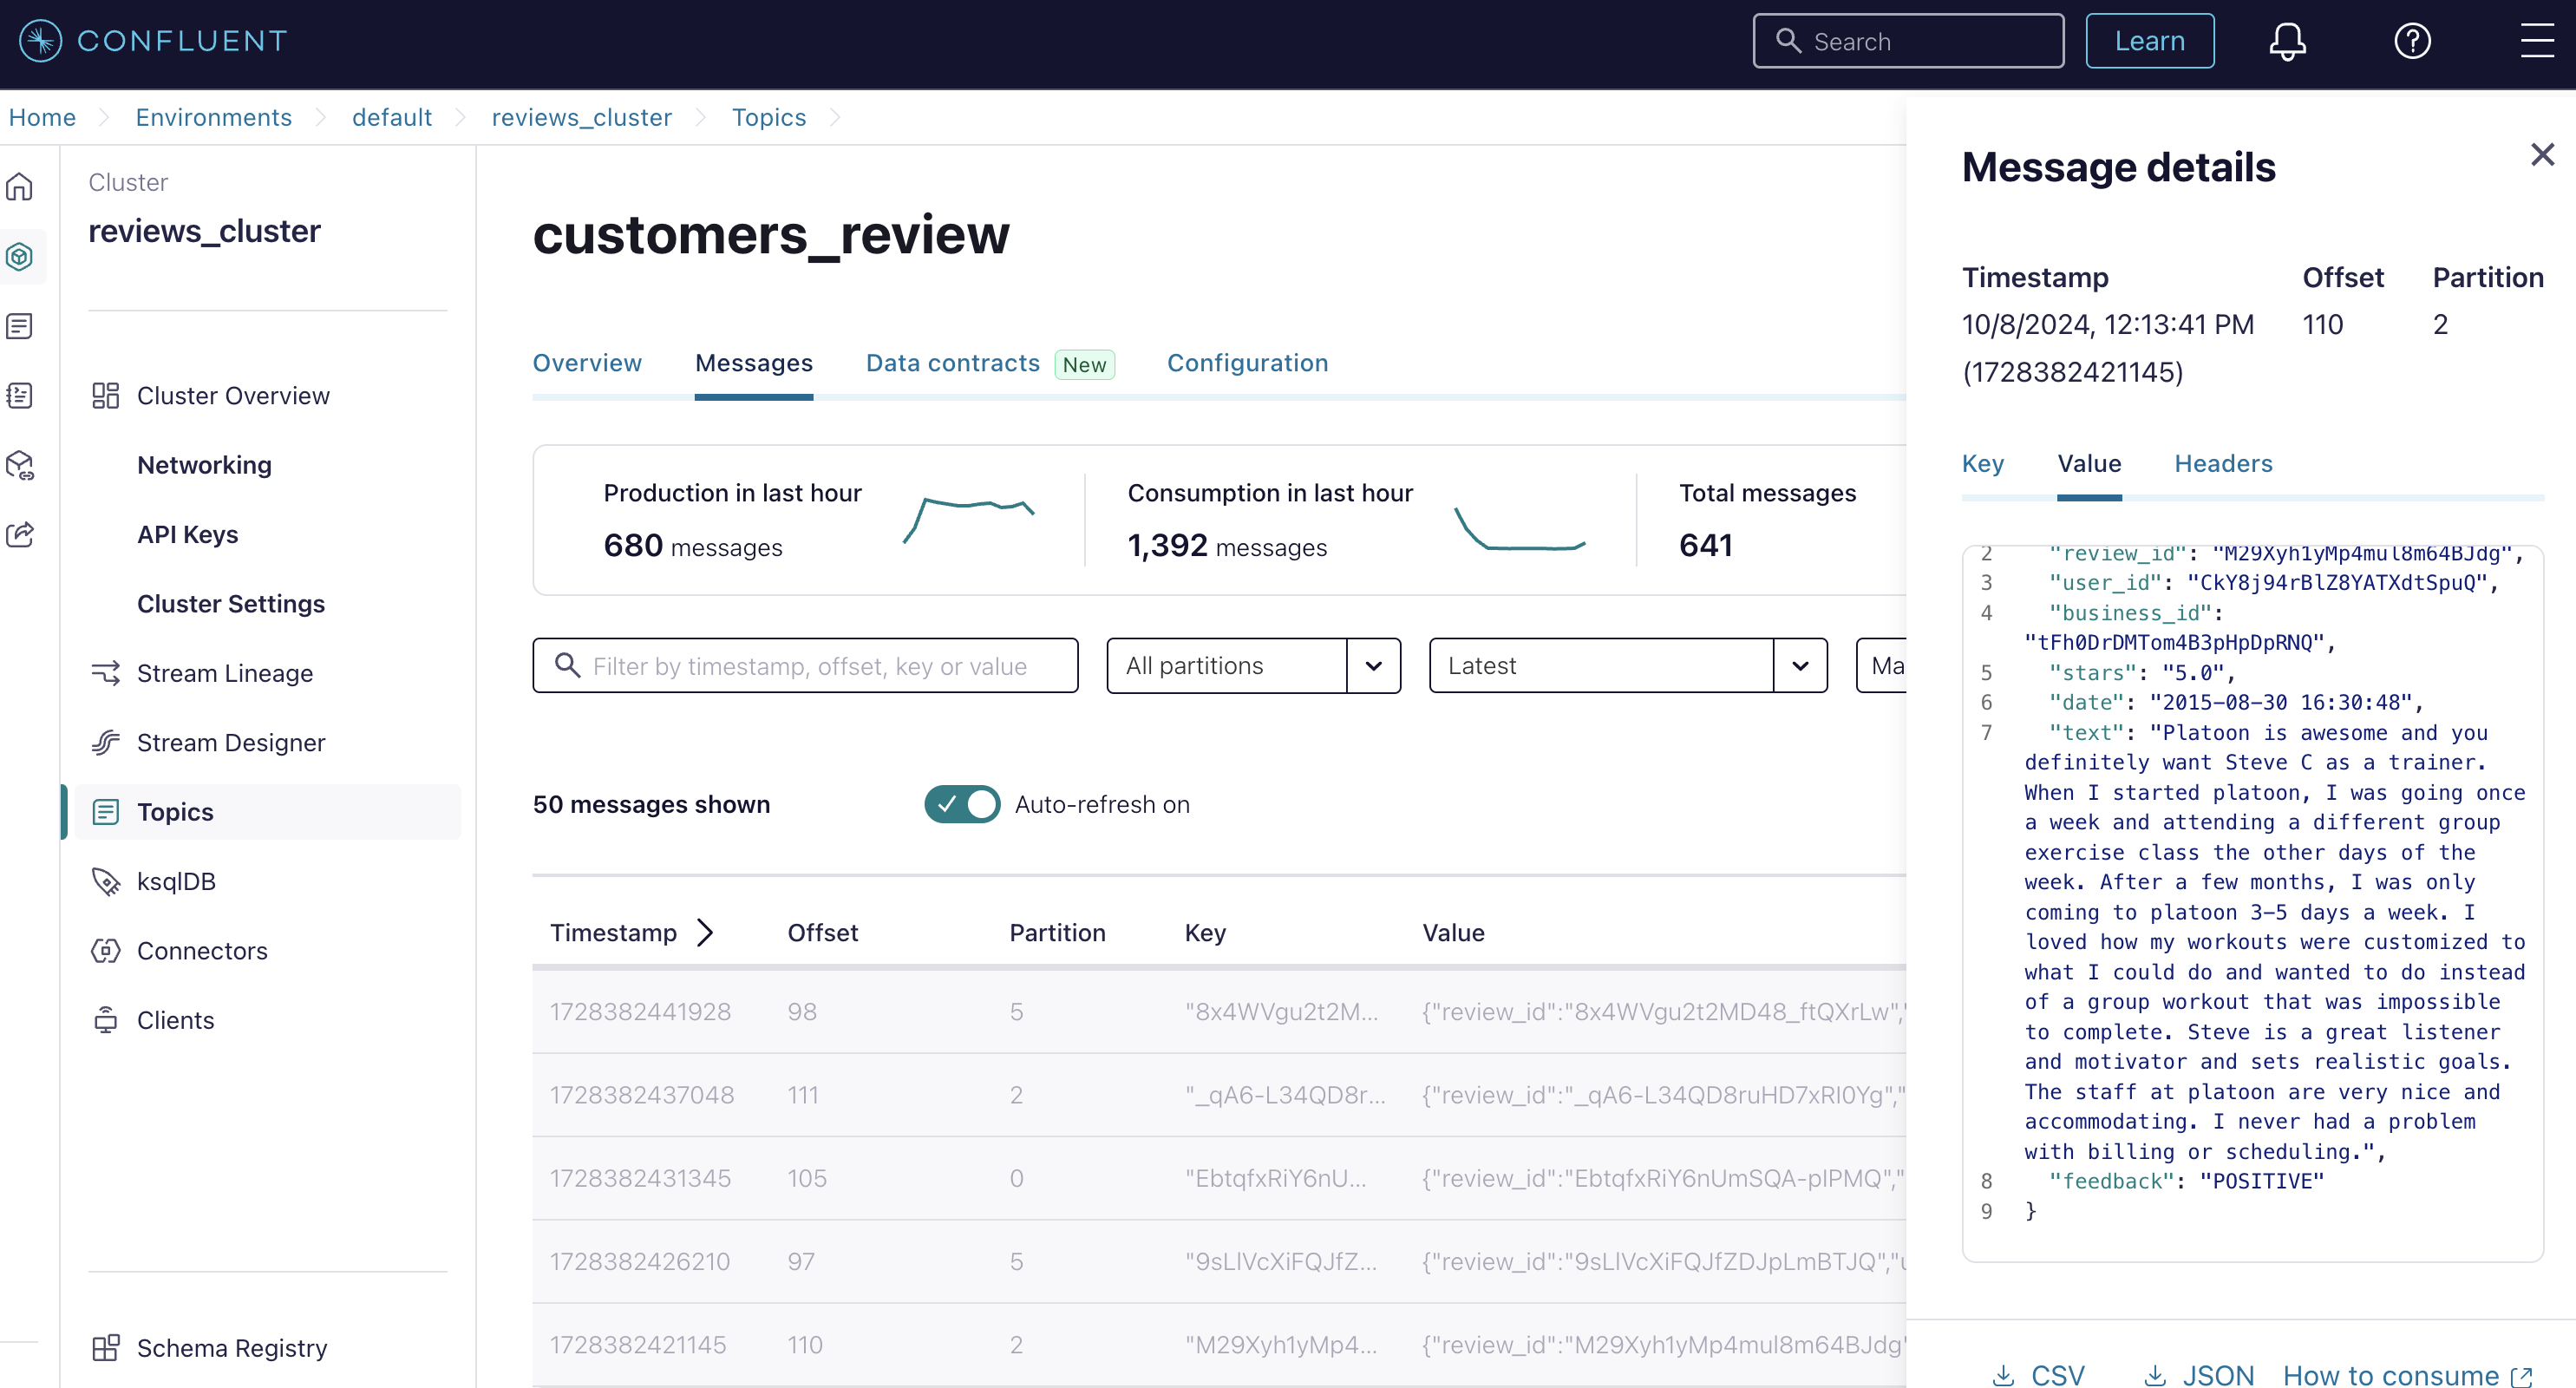 CONFLUENT
Search
Learn
Home
Environments
default
reviews_cluster
Topics
Cluster
reviews_cluster
Cluster Overview
Networking
API Keys
Cluster Settings
Stream Lineage
Stream Designer
Topics
ksqlDB
Connectors
Clients
Schema Registry
customers_review
Overview Messages Data contracts New Configuration
Production in last hour
680 messages
Consumption in last hour
1,392 messages
Total messages
641
Filter by timestamp, offset, key or value
All partitions
Latest
Ma
50 messages shown
Auto-refresh on
Timestamp Offset Partition Key Value
1728382441928 98 5 "8x4WVgu2t2M... {"review_id":"8x4WVgu2t2MD48_ftQXrLw","
1728382437048 111 2 "_qA6-L34QD8r... {"review_id":"_qA6-L34QD8ruHD7xRI0Yg","
1728382431345 105 0 "EbtqfxRiY6nU... {"review_id":"EbtqfxRiY6nUmSQA-pIPMQ","
1728382426210 97 5 "9sLlVcXiFQJfZ... {"review_id":"9sLlVcXiFQJfZDJpLmBTJQ","u
1728382421145 110 2 "M29Xyh1yMp4... {"review_id":"M29Xyh1yMp4mul8m64BJdg"
Message details
Timestamp Offset Partition
10/8/2024, 12:13:41 PM 110 2
(1728382421145)
Key Value Headers
2 "review_id": "M29Xyh1yMp4mul8m64BJdg",
3 "user_id": "CkY8j94rBlZ8YATXdtSpuQ",
4 "business_id":
"tFh0DrDMTom4B3pHpDpRNQ",
5 "stars": "5.0",
6 "date": "2015-08-30 16:30:48",
7 "text": "Platoon is awesome and you
definitely want Steve C as a trainer.
When I started platoon, I was going once
a week and attending a different group
exercise class the other days of the
week. After a few months, I was only
coming to platoon 3-5 days a week. I
loved how my workouts were customized to
what I could do and wanted to do instead
of a group workout that was impossible
to complete. Steve is a great listener
and motivator and sets realistic goals.
The staff at platoon are very nice and
accommodating. I never had a problem
with billing or scheduling.",
8 "feedback": "POSITIVE"
9 }
CSV
JSON
How to consume